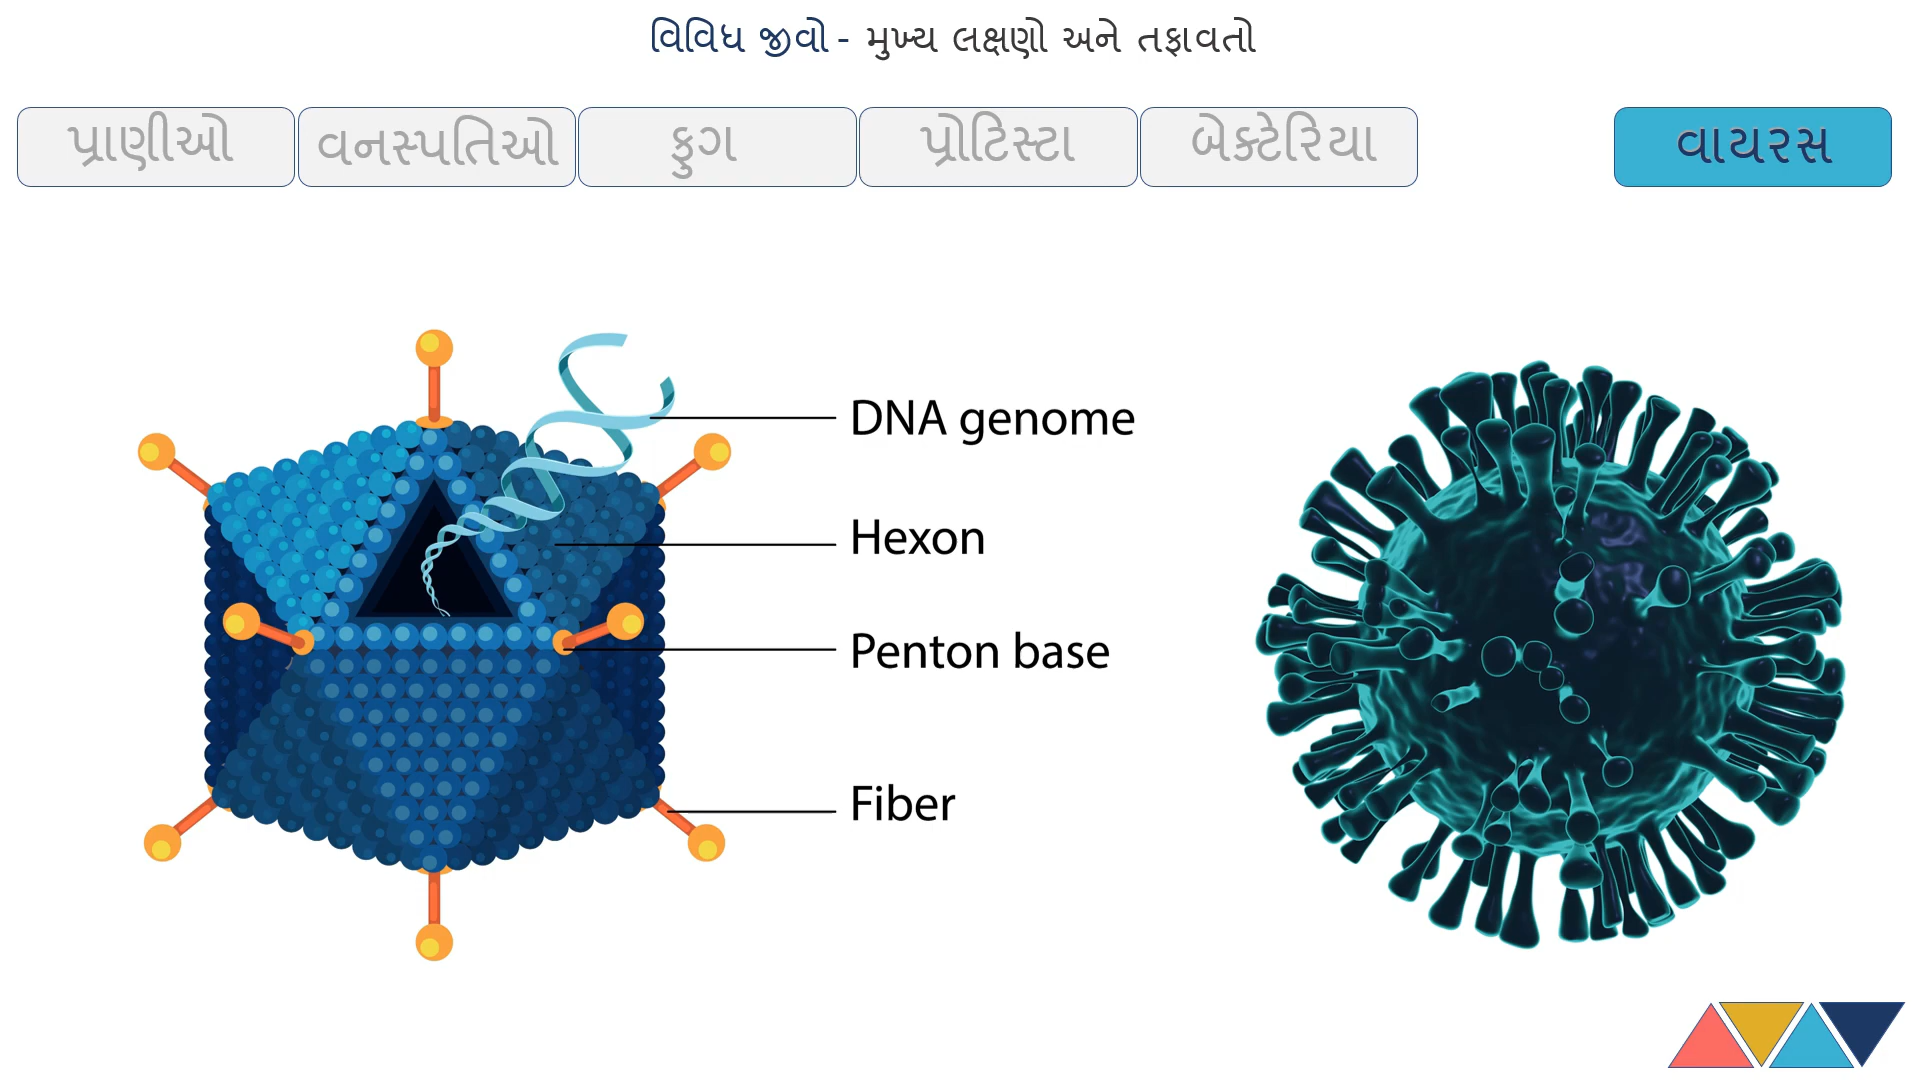 વિવિધ જીવો - મુખ્ય લક્ષણો અને તફાવતો
પ્રાણીઓ વનસ્પતિઓ ફુગ પ્રોટિસ્ટા બેક્ટેરિયા વાયરસ
DNA genome
Hexon
Penton base
Fiber